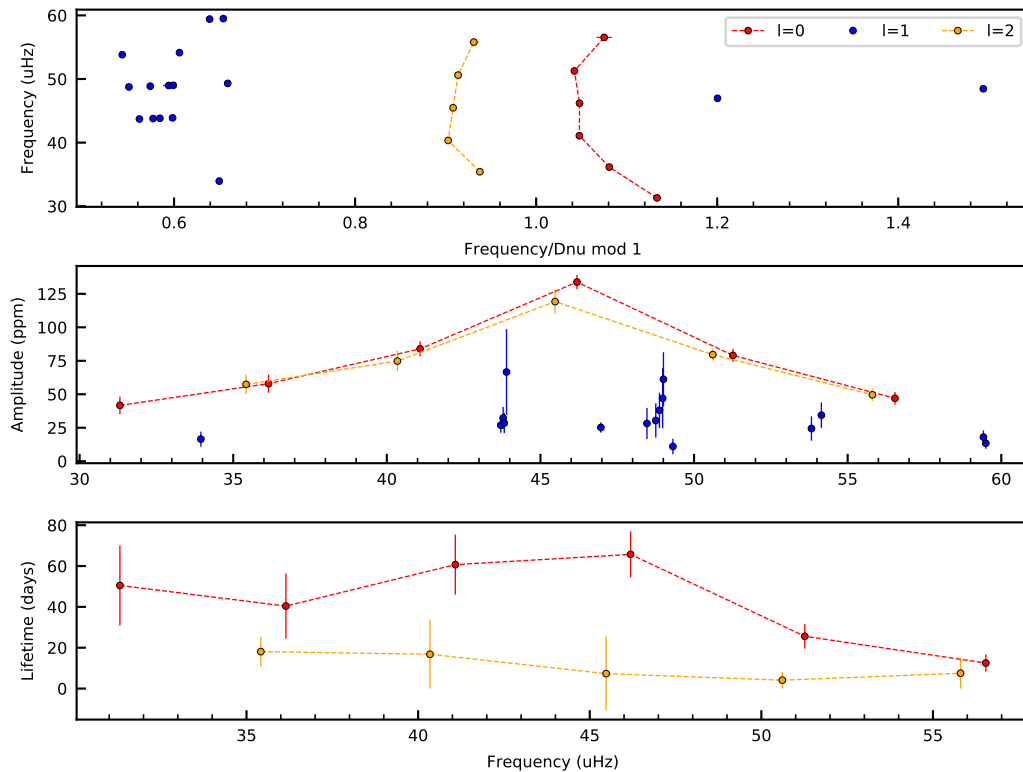 60
50
40
30
Frequency (uHz)
l=0 l=1 l=2
0.6 0.8 1.0 1.2 1.4
Frequency/Dnu mod 1
125
100
75
50
25
0
Amplitude (ppm)
30 35 40 45 50 55 60
80
60
40
20
0
Lifetime (days)
35 40 45 50 55
Frequency (uHz)